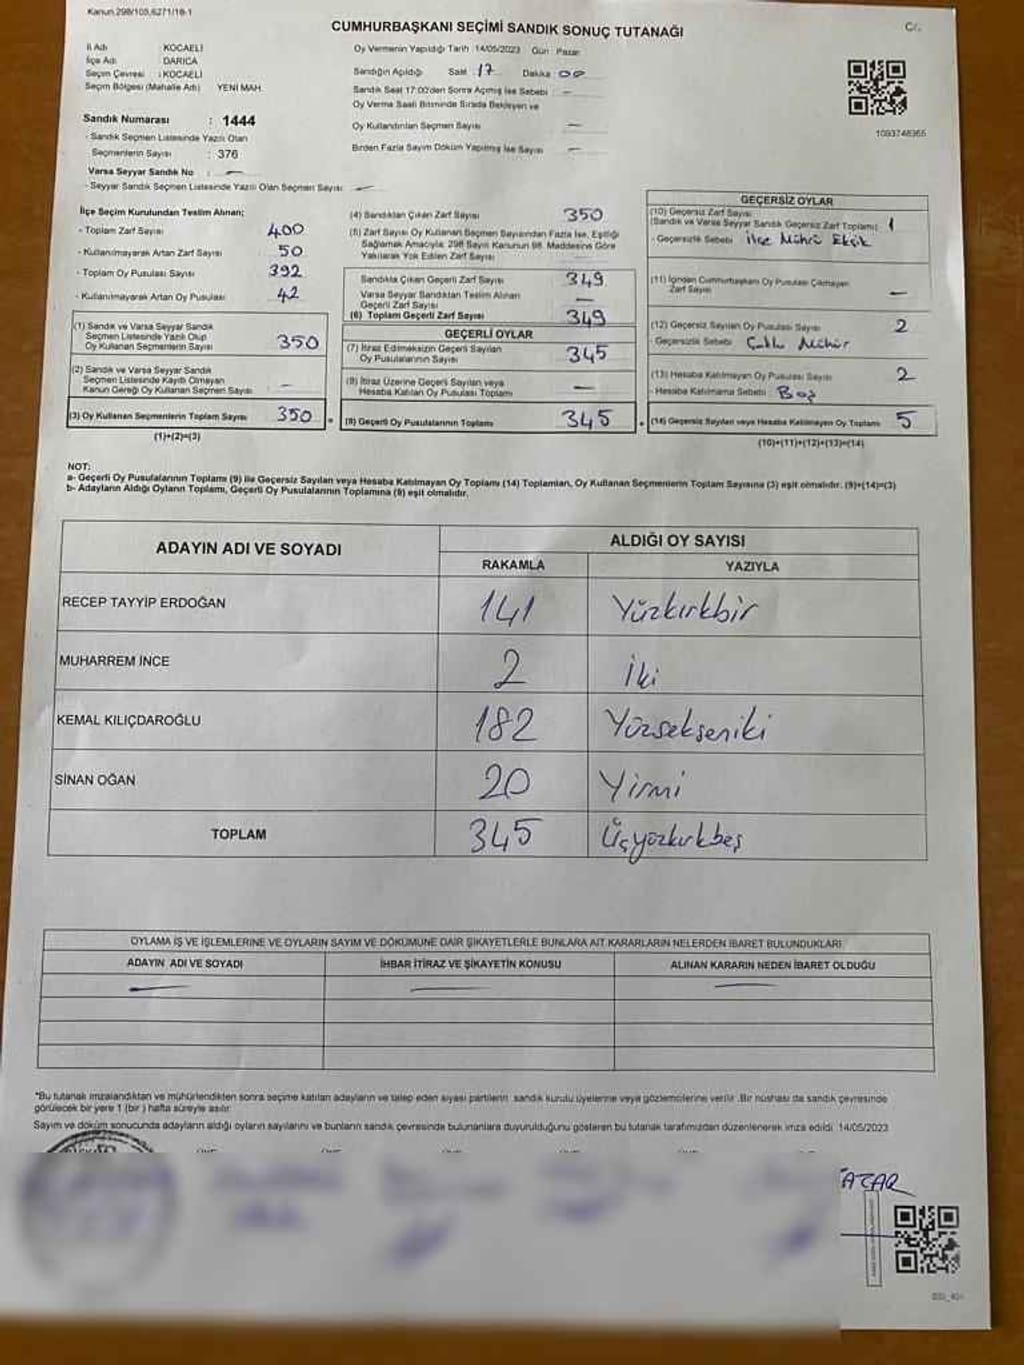 Kanun 298/105,6271/18-1
CUMHURBAŞKANI SEÇİMİ SANDIK SONUÇ TUTANAĞI
C/.
İl Adı KOCAELİ
İlçe Adı DARICA
Seçim Çevresi : KOCAELİ
Seçim Bölgesi (Mahalle Adı) YENİ MAH.
Sandık Numarası : 1444
- Sandık Seçmen Listesinde Yazılı Olan
Seçmenlerin Sayısı : 376
Varsa Seyyar Sandık No : —
- Seyyar Sandık Seçmen Listesinde Yazılı Olan Seçmen Sayısı: —
Oy Vermenin Yapıldığı Tarih :14/05/2023 Gün : Pazar
Sandığın Açıldığı Saat : 17 Dakika : 00
Sandık Saat 17:00'den Sonra Açılmış İse Sebebi : —
Oy Verme Saati Bitiminde Sırada Bekleyen ve
Oy Kullandırılan Seçmen Sayısı —
Birden Fazla Sayım Döküm Yapılmış İse Sayısı —
1093748365
İlçe Seçim Kurulundan Teslim Alınan;
- Toplam Zarf Sayısı 400
- Kullanılmayarak Artan Zarf Sayısı 50
- Toplam Oy Pusulası Sayısı 392
- Kullanılmayarak Artan Oy Pusulası 42
(1) Sandık ve Varsa Seyyar Sandık
Seçmen Listesinde Yazılı Olup
Oy Kullanan Seçmenlerin Sayısı 350
(2) Sandık ve Varsa Seyyar Sandık
Seçmen Listesinde Kayıtlı Olmayan
Kanun Gereği Oy Kullanan Seçmen Sayısı —
(3) Oy Kullanan Seçmenlerin Toplam Sayısı 350 =
(1)+(2)=(3)
(4) Sandıktan Çıkan Zarf Sayısı 350
(5) Zarf Sayısı Oy Kullanan Seçmen Sayısından Fazla İse, Eşitliği
Sağlamak Amacıyla, 298 Sayılı Kanunun 98. Maddesine Göre
Yakılarak Yok Edilen Zarf Sayısı —
Sandıkta Çıkan Geçerli Zarf Sayısı 349
Varsa Seyyar Sandıktan Teslim Alınan
Geçerli Zarf Sayısı —
(6) Toplam Geçerli Zarf Sayısı 349
GEÇERLİ OYLAR
(7) İtiraz Edilmeksizin Geçerli Sayılan
Oy Pusulalarının Sayısı 345
(8) İtiraz Üzerine Geçerli Sayılan veya
Hesaba Katılan Oy Pusulası Toplamı —
(9) Geçerli Oy Pusulalarının Toplamı 345
GEÇERSİZ OYLAR
(10) Geçersiz Zarf Sayısı
(Sandık ve Varsa Seyyar Sandık Geçersiz Zarf Toplamı) 1
- Geçersizlik Sebebi İlçe Mührü Eksik
(11) İçinden Cumhurbaşkanı Oy Pusulası Çıkmayan
Zarf Sayısı —
(12) Geçersiz Sayılan Oy Pusulası Sayısı 2
- Geçersizlik Sebebi Çoklu Mühür
(13) Hesaba Katılmayan Oy Pusulası Sayısı 2
- Hesaba Katılmama Sebebi Boş
(14) Geçersiz Sayılan veya Hesaba Katılmayan Oy Toplamı 5
(10)+(11)+(12)+(13)=(14)
NOT:
a- Geçerli Oy Pusulalarının Toplamı (9) ile Geçersiz Sayılan veya Hesaba Katılmayan Oy Toplamı (14) Toplamları, Oy Kullanan Seçmenlerin Toplam Sayısına (3) eşit olmalıdır. (9)+(14)=(3)
b- Adayların Aldığı Oyların Toplamı, Geçerli Oy Pusulalarının Toplamına (9) eşit olmalıdır.
ADAYIN ADI VE SOYADI ALDIĞI OY SAYISI
RAKAMLA YAZIYLA
RECEP TAYYİP ERDOĞAN 141 Yüzkırkbir
MUHARREM İNCE 2 İki
KEMAL KILIÇDAROĞLU 182 Yüzsekseniki
SİNAN OĞAN 20 Yirmi
TOPLAM 345 Üçyüzkırkbeş
OYLAMA İŞ VE İŞLEMLERİNE VE OYLARIN SAYIM VE DÖKÜMÜNE DAİR ŞİKAYETLERLE BUNLARA AİT KARARLARIN NELERDEN İBARET BULUNDUKLARI
ADAYIN ADI VE SOYADI İHBAR İTİRAZ VE ŞİKAYETİN KONUSU ALINAN KARARIN NEDEN İBARET OLDUĞU
— — —
*Bu tutanak imzalandıktan ve mühürlendikten sonra seçime katılan adayların ve talep eden siyasi partilerin sandık kurulu üyelerine veya gözlemcilerine verilir. Bir nüshası da sandık çevresinde
görülecek bir yere 1 (bir) hafta süreyle asılır.
Sayım ve döküm sonucunda adayların aldığı oyların sayılarını ve bunların sandık çevresinde bulunanlara duyurulduğunu gösteren bu tutanak tarafımızdan düzenlenerek imza edildi. 14/05/2023
ACAR